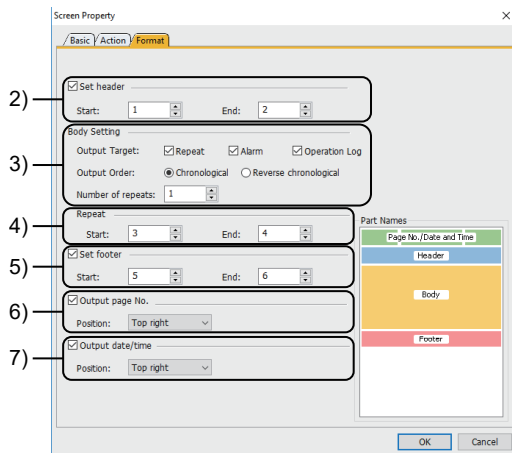 Screen Property
Basic Action Format
2) Set header
Start: 1 End: 2
Body Setting
3) Output Target: Repeat Alarm Operation Log
Output Order: Chronological Reverse chronological
Number of repeats: 1
4) Repeat
Start: 3 End: 4
5) Set footer
Start: 5 End: 6
6) Output page No.
Position: Top right
7) Output date/time
Position: Top right
Part Names
Page No./Date and Time
Header
Body
Footer
OK Cancel